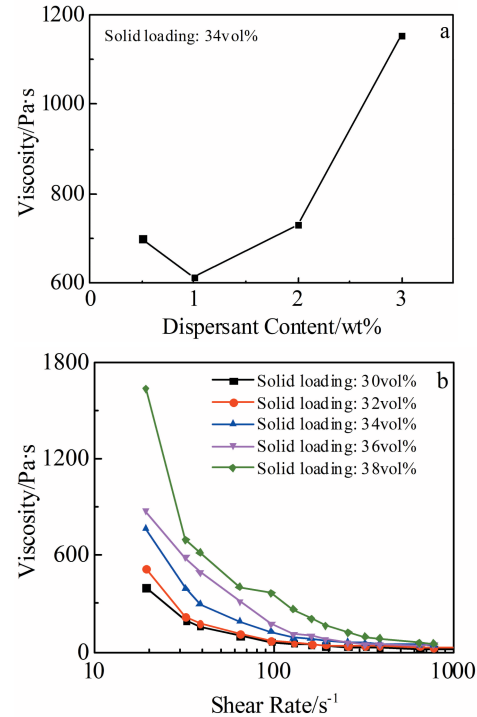 1200
a
Solid loading: 34vol%
1000
800
600
0 1 2 3
Viscosity/Pa·s
Dispersant Content/wt%
1800
b
Solid loading: 30vol%
Solid loading: 32vol%
Solid loading: 34vol%
Solid loading: 36vol%
Solid loading: 38vol%
1200
600
0
10 100 1000
Viscosity/Pa·s
Shear Rate/s⁻¹